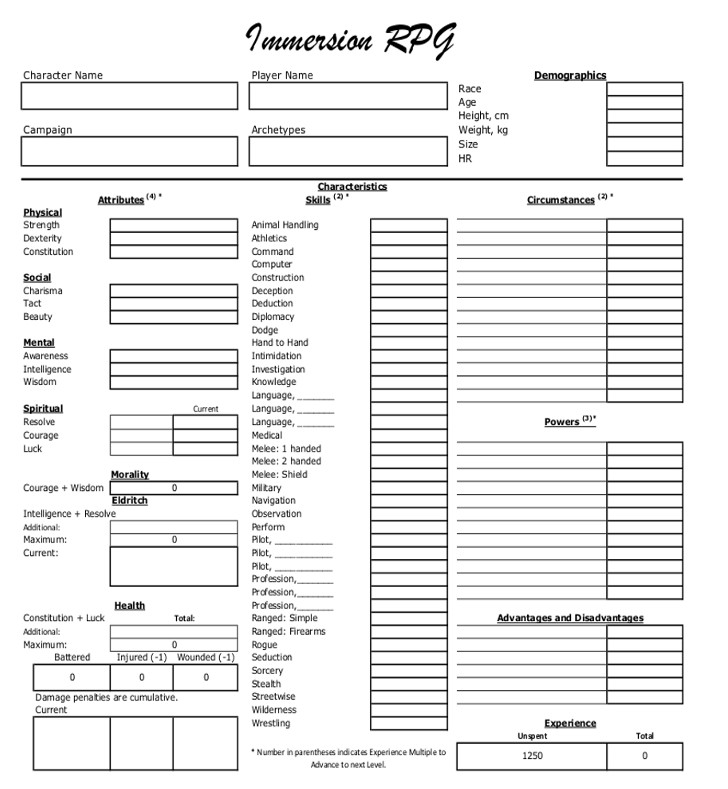 Immersion RPG
Character Name
Player Name
Demographics
Race
Age
Height, cm
Weight, kg
Size
HR
Campaign
Archetypes
Characteristics
Attributes (4) *
Physical
Strength
Dexterity
Constitution
Social
Charisma
Tact
Beauty
Mental
Awareness
Intelligence
Wisdom
Spiritual Current
Resolve
Courage
Luck
Morality
Courage + Wisdom 0
Eldritch
Intelligence + Resolve
Additional:
Maximum: 0
Current:
Health
Constitution + Luck Total:
Additional:
Maximum: 0
Battered Injured (-1) Wounded (-1)
0 0 0
Damage penalties are cumulative.
Current
Skills (2) *
Animal Handling
Athletics
Command
Computer
Construction
Deception
Deduction
Diplomacy
Dodge
Hand to Hand
Intimidation
Investigation
Knowledge
Language, _______
Language, _______
Language, _______
Medical
Melee: 1 handed
Melee: 2 handed
Melee: Shield
Military
Navigation
Observation
Perform
Pilot, ___________
Pilot, ___________
Pilot, ___________
Profession,_______
Profession,_______
Profession,_______
Ranged: Simple
Ranged: Firearms
Rogue
Seduction
Sorcery
Stealth
Streetwise
Wilderness
Wrestling
* Number in parentheses indicates Experience Multiple to
Advance to next Level.
Circumstances (2) *
Powers (3)*
Advantages and Disadvantages
Experience
Unspent Total
1250 0